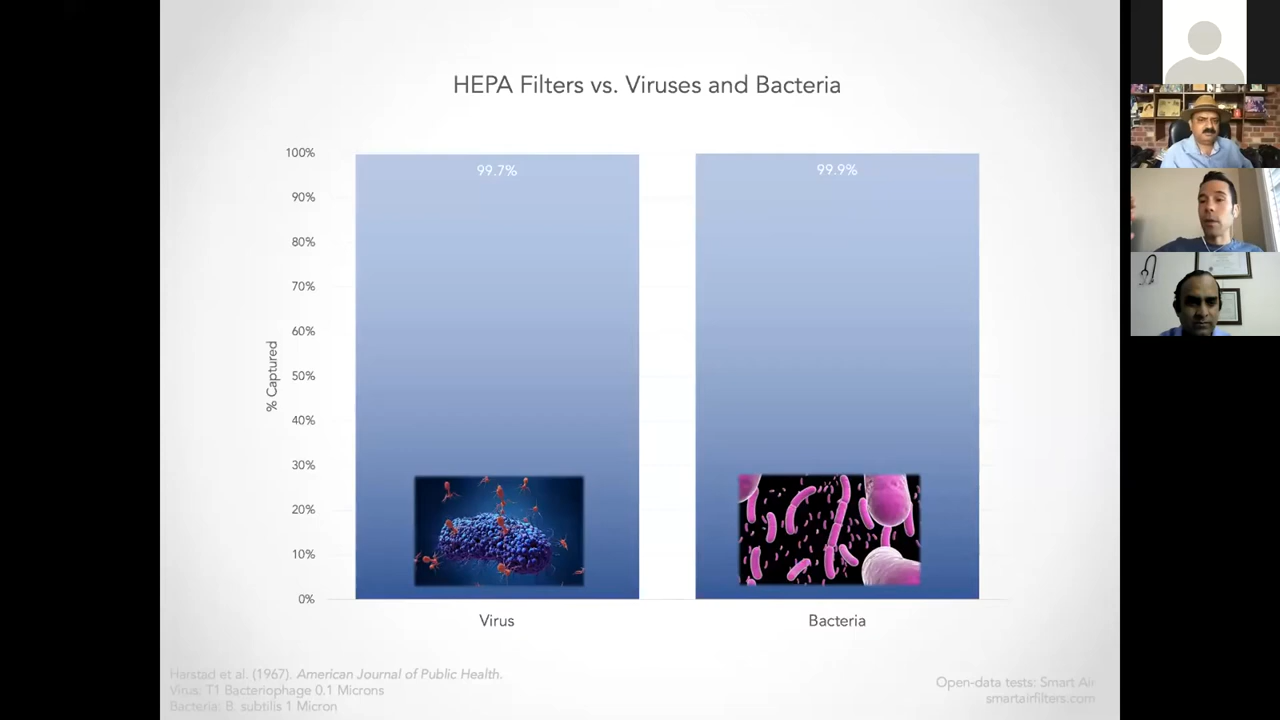 HEPA Filters vs. Viruses and Bacteria
100%
90%
80%
70%
60%
50%
40%
30%
20%
10%
0%
% Captured
99.7%
99.9%
Virus
Bacteria
Harstad et al. (1967). American Journal of Public Health.
Virus: T1 Bacteriophage 0.1 Microns
Bacteria: B. subtilis 1 Micron
Open-data tests: Smart Air
smartairfilters.com